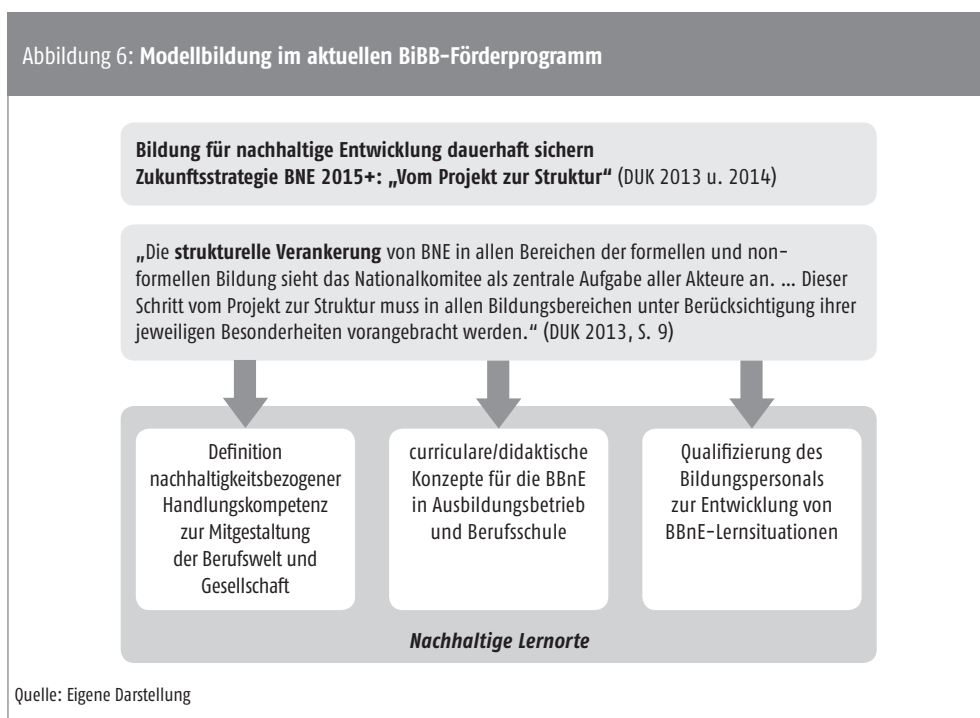 Abbildung 6: Modellbildung im aktuellen BiBB-Förderprogramm
Bildung für nachhaltige Entwicklung dauerhaft sichern
Zukunftsstrategie BNE 2015+: „Vom Projekt zur Struktur“ (DUK 2013 u. 2014)
„Die strukturelle Verankerung von BNE in allen Bereichen der formellen und non-
formellen Bildung sieht das Nationalkomitee als zentrale Aufgabe aller Akteure an. ... Dieser
Schritt vom Projekt zur Struktur muss in allen Bildungsbereichen unter Berücksichtigung ihrer
jeweiligen Besonderheiten vorangebracht werden.“ (DUK 2013, S. 9)
Definition
nachhaltigkeitsbezogener
Handlungskompetenz
zur Mitgestaltung
der Berufswelt und
Gesellschaft
curriculare/didaktische
Konzepte für die BBnE
in Ausbildungsbetrieb
und Berufsschule
Qualifizierung des
Bildungspersonals
zur Entwicklung von
BBnE-Lernsituationen
Nachhaltige Lernorte
Quelle: Eigene Darstellung